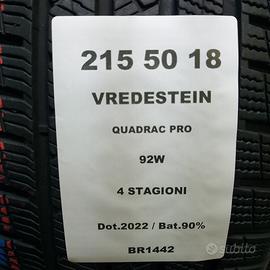 215 50 18
VREDESTEIN
QUADRAC PRO
92W
4 STAGIONI
Dot.2022 / Bat.90%
BR1442
subito